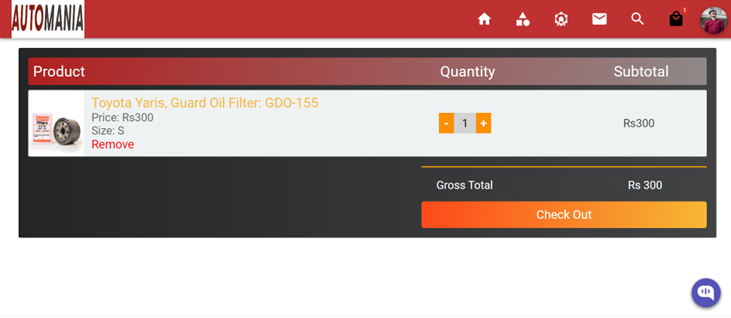 AUTOMANIA
1
Product Quantity Subtotal
Toyota Yaris, Guard Oil Filter: GDO-155
Price: Rs300
Size: S
Remove
- 1 +
Rs300
Gross Total Rs 300
Check Out